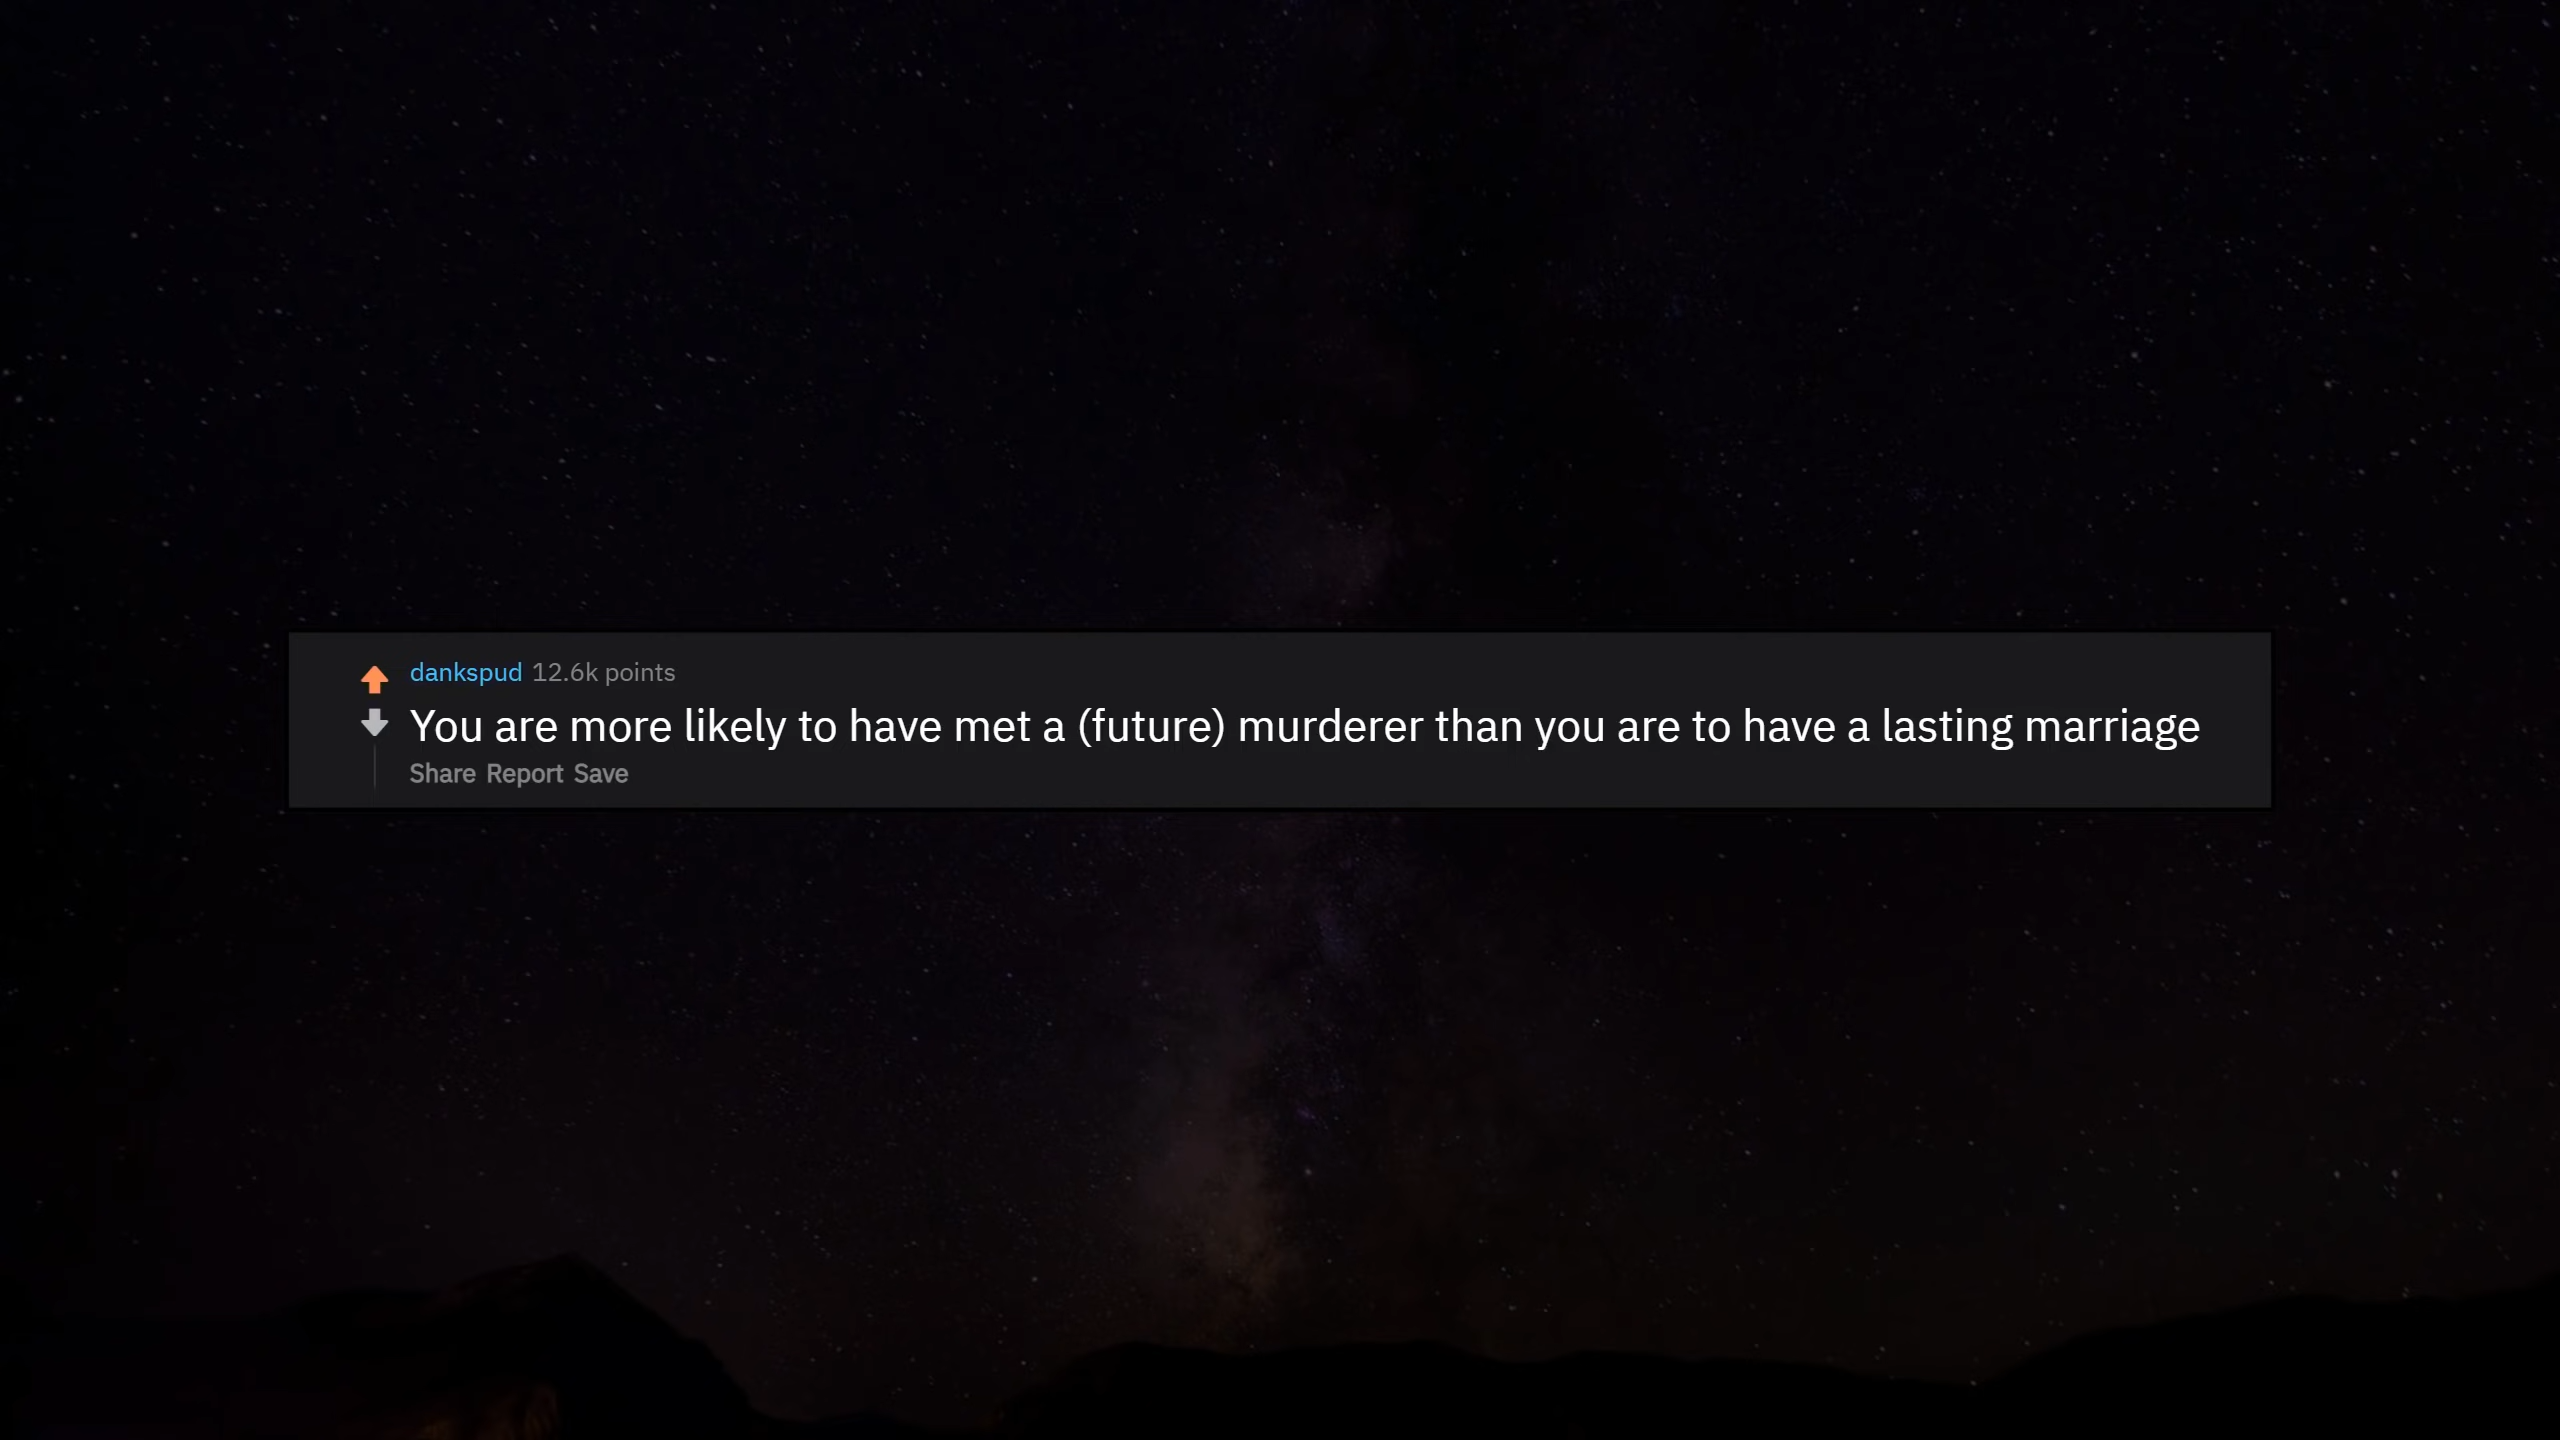 dankspud 12.6k points
You are more likely to have met a (future) murderer than you are to have a lasting marriage
Share Report Save